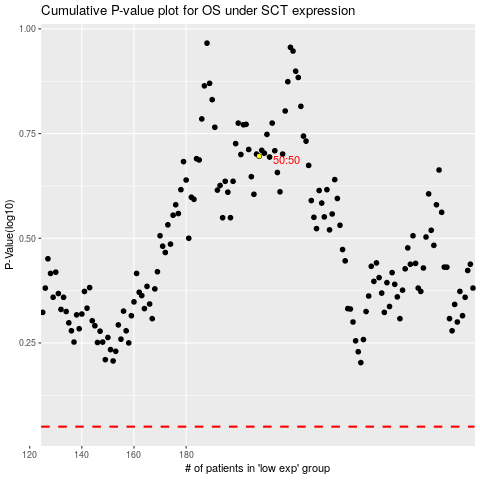 Cumulative P-value plot for OS under SCT expression
1.00
0.75
0.50
0.25
P-Value(log10)
50:50
120 140 160 180
# of patients in 'low exp' group